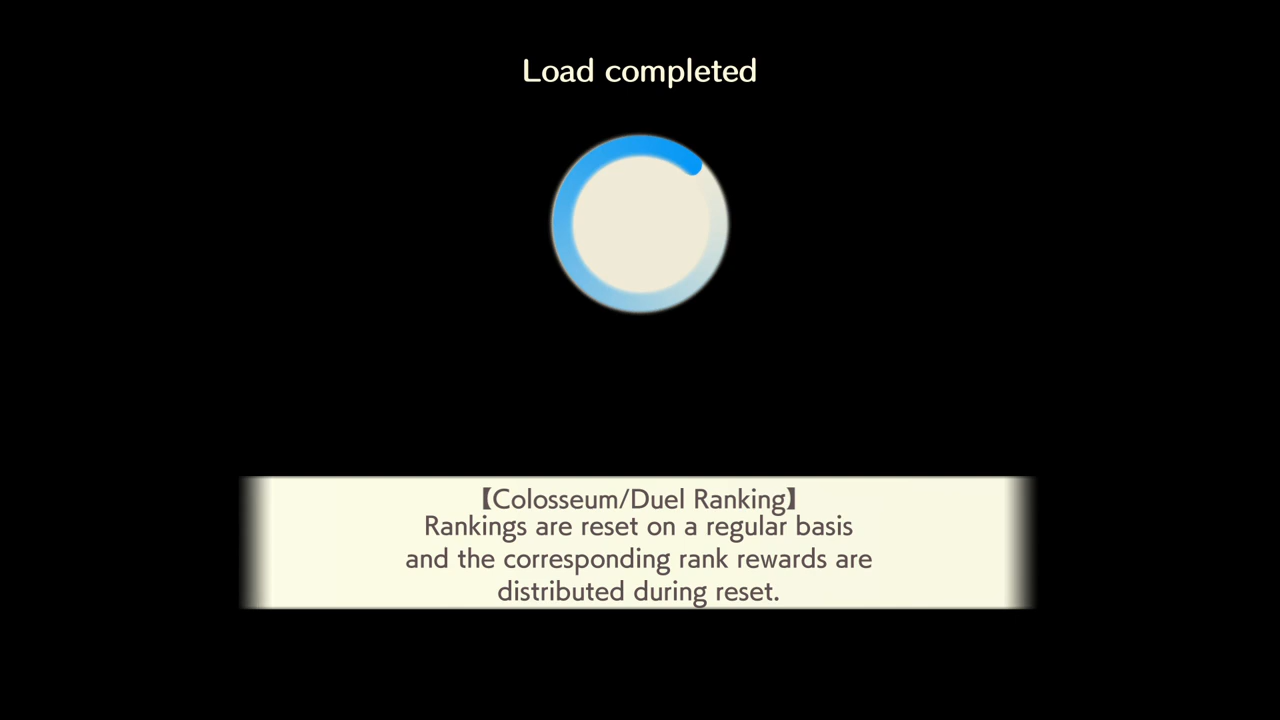 Load completed
【Colosseum/Duel Ranking】
Rankings are reset on a regular basis
and the corresponding rank rewards are
distributed during reset.